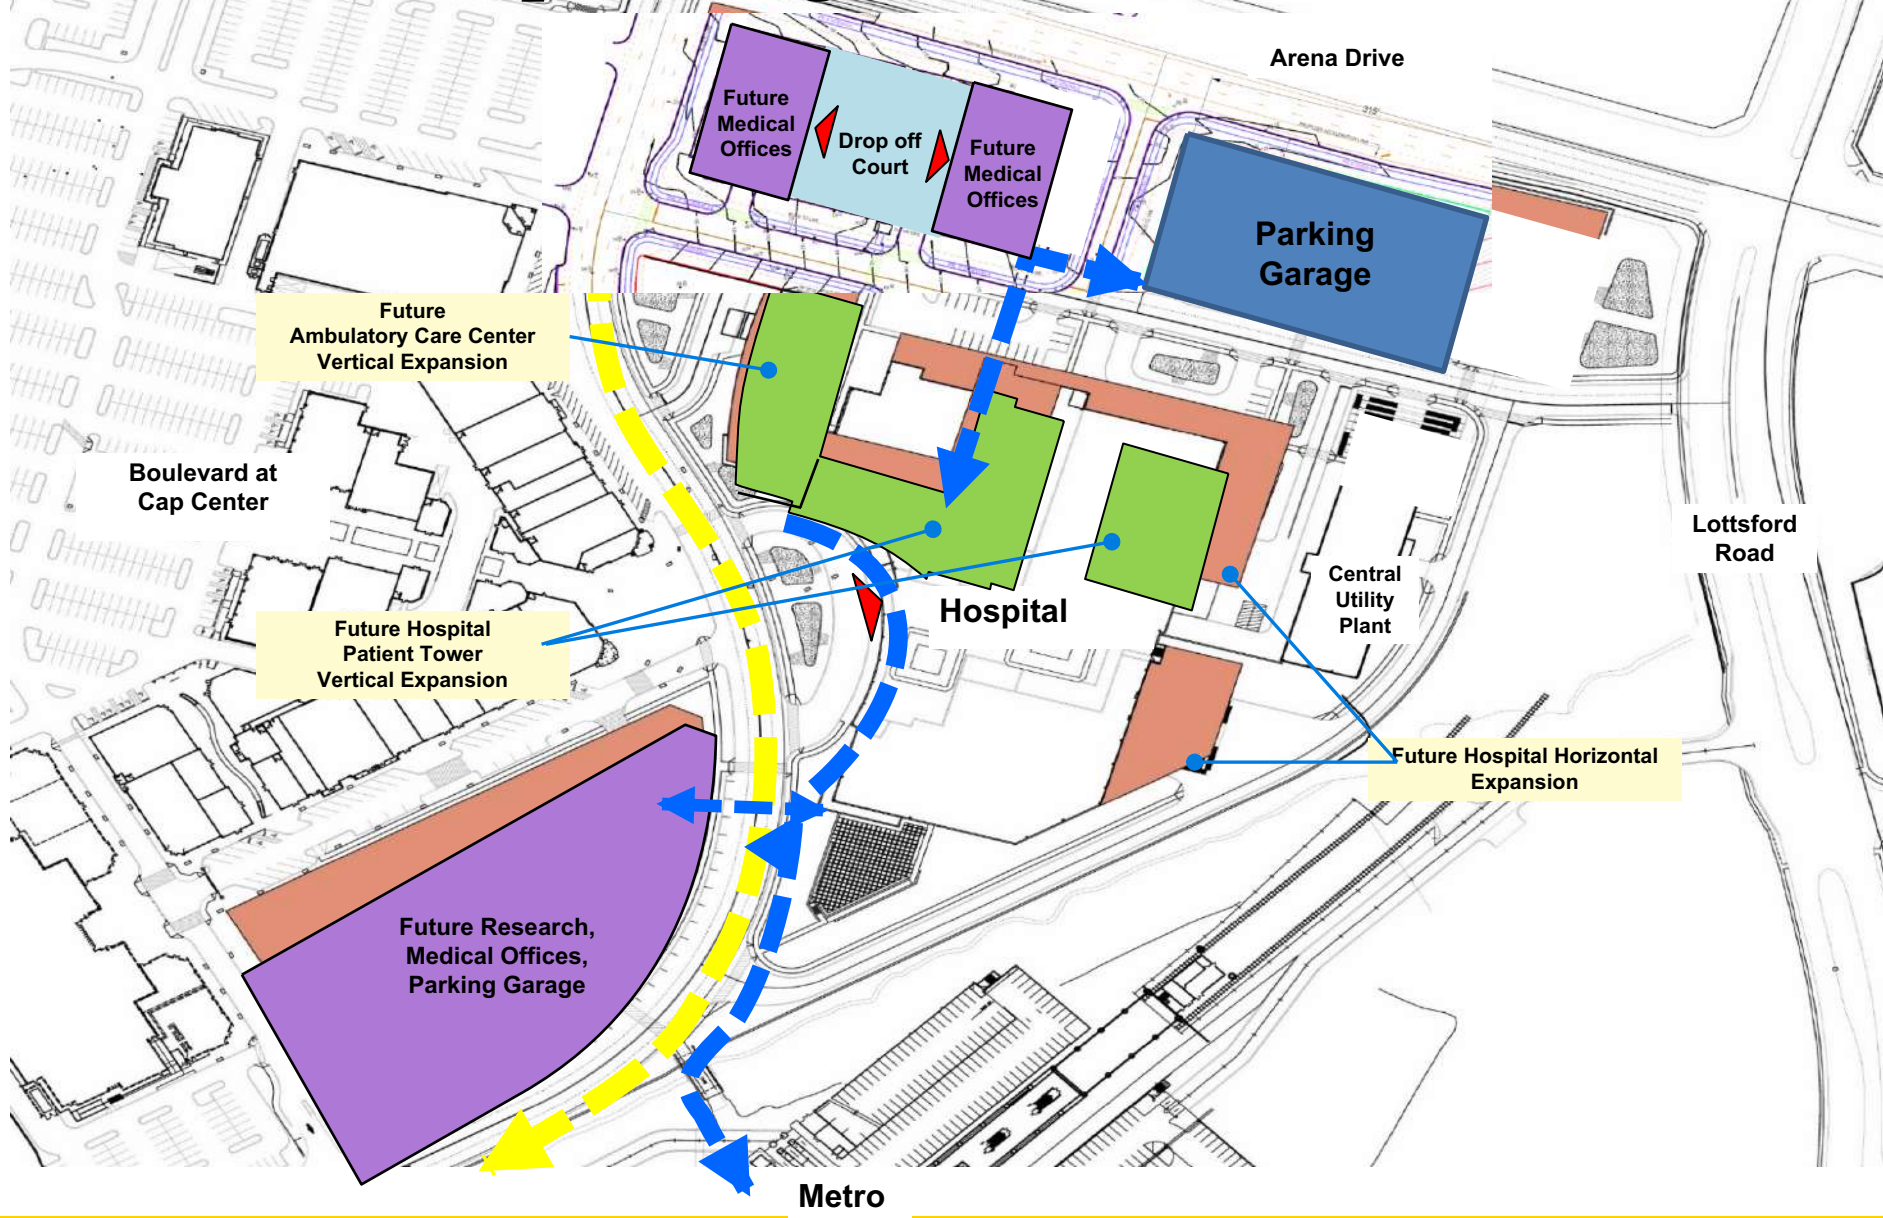 Arena Drive
315'
Future
Medical
Offices
Drop off
Court
Future
Medical
Offices
Parking
Garage
Future
Ambulatory Care Center
Vertical Expansion
Boulevard at
Cap Center
Lottsford
Road
Central
Utility
Plant
Hospital
Future Hospital
Patient Tower
Vertical Expansion
Future Hospital Horizontal
Expansion
Future Research,
Medical Offices,
Parking Garage
Metro